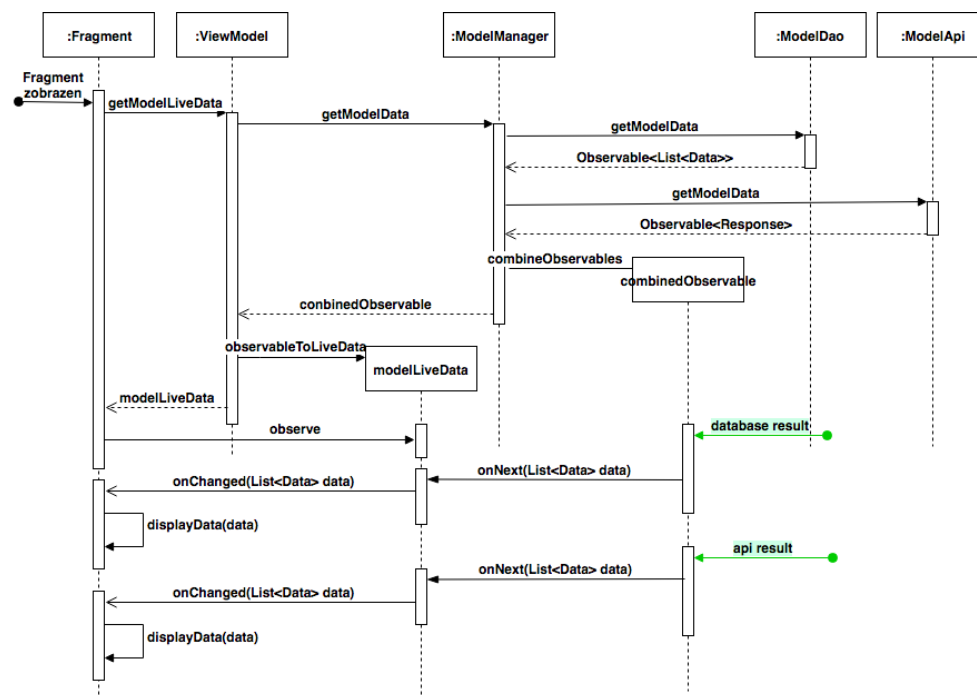 :Fragment
:ViewModel
:ModelManager
:ModelDao
:ModelApi
Fragment
zobrazen
getModelLiveData
getModelData
getModelData
Observable<List<Data>>
getModelData
Observable<Response>
combineObservables
combinedObservable
conbinedObservable
observableToLiveData
modelLiveData
modelLiveData
observe
database result
onNext(List<Data> data)
onChanged(List<Data> data)
displayData(data)
api result
onNext(List<Data> data)
onChanged(List<Data> data)
displayData(data)